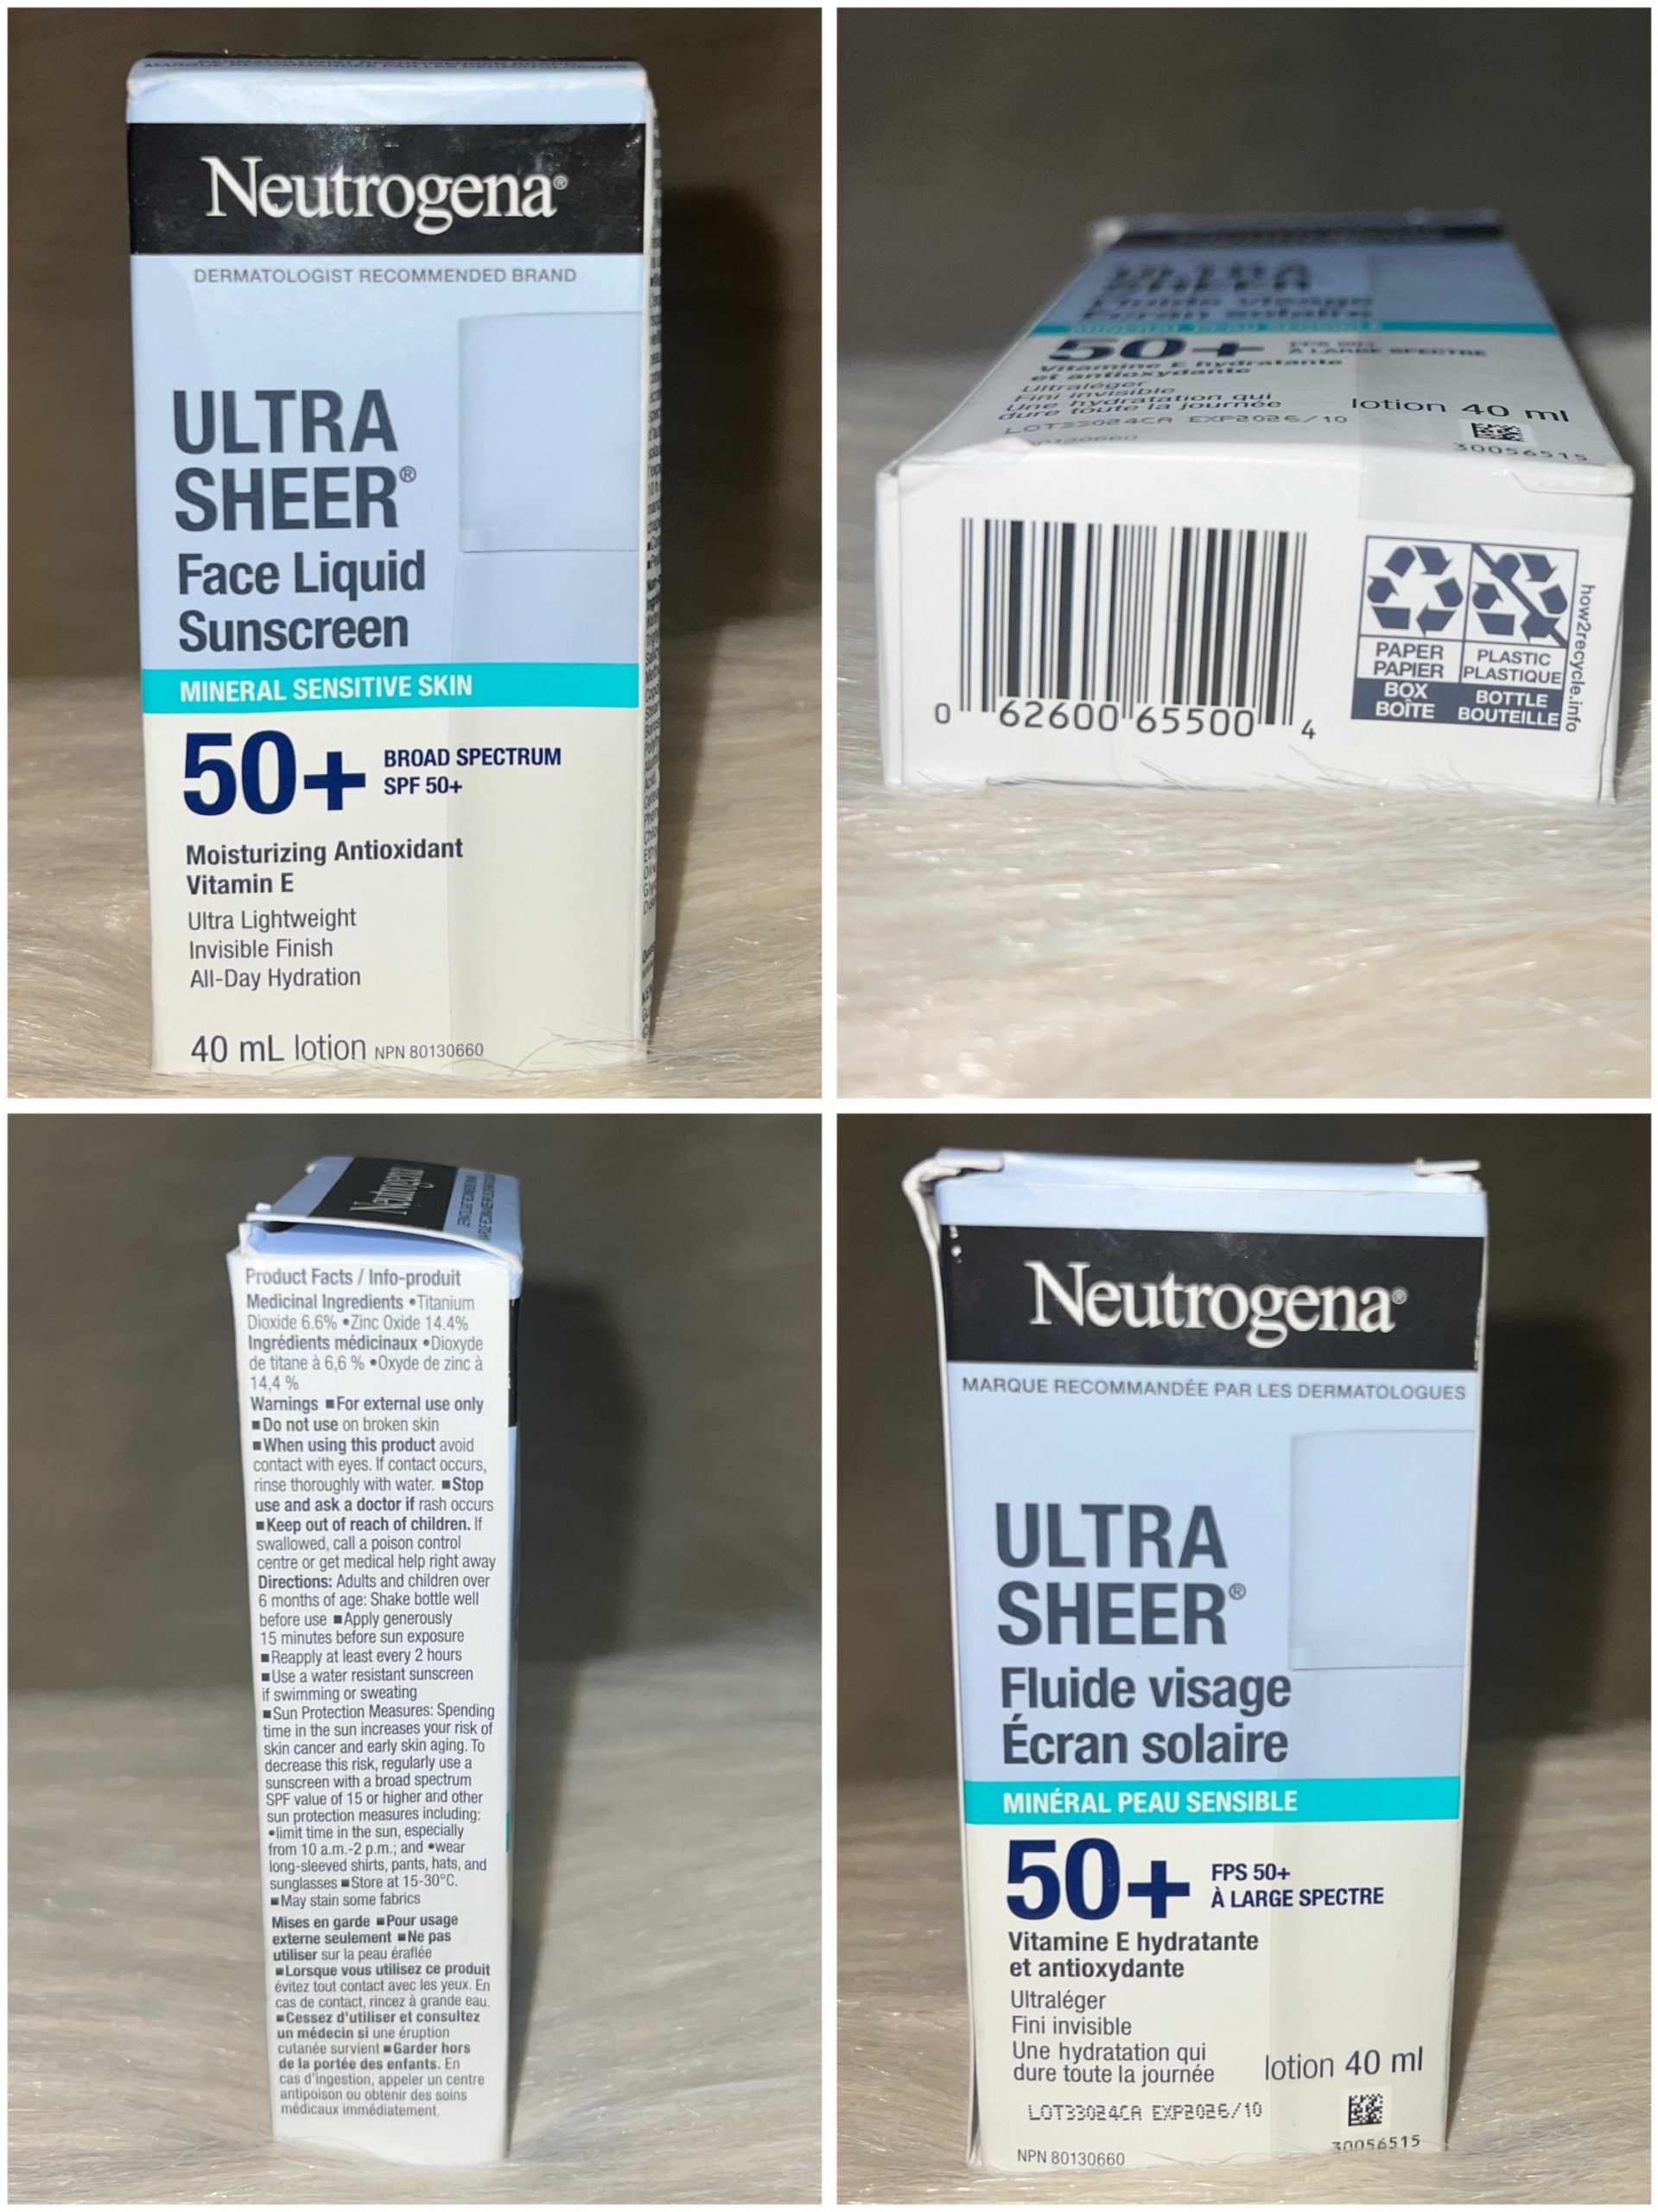 Neutrogena®
DERMATOLOGIST RECOMMENDED BRAND
ULTRA
SHEER®
Face Liquid
Sunscreen
MINERAL SENSITIVE SKIN
50+ BROAD SPECTRUM
SPF 50+
Moisturizing Antioxidant
Vitamin E
Ultra Lightweight
Invisible Finish
All-Day Hydration
40 mL lotion NPN 80130660
ULTRA
SHEER
Fluide visage
Écran solaire
MINÉRAL PEAU SENSIBLE
50+ FPS 50+
À LARGE SPECTRE
Vitamine E hydratante
et antioxydante
Ultraléger
Fini invisible
Une hydratation qui
dure toute la journée
lotion 40 ml
LOT33024CA EXP2026/10
30056515
0 62600 65500 4
PAPER
PAPIER
BOX
BOÎTE
PLASTIC
PLASTIQUE
BOTTLE
BOUTEILLE
how2recycle.info
Neutrogena
Product Facts / Info-produit
Medicinal Ingredients •Titanium
Dioxide 6.6% •Zinc Oxide 14.4%
Ingrédients médicinaux •Dioxyde
de titane à 6,6 % •Oxyde de zinc à
14,4 %
Warnings ■For external use only
■Do not use on broken skin
■When using this product avoid
contact with eyes. If contact occurs,
rinse thoroughly with water. ■Stop
use and ask a doctor if rash occurs
■Keep out of reach of children. If
swallowed, call a poison control
centre or get medical help right away
Directions: Adults and children over
6 months of age: Shake bottle well
before use ■Apply generously
15 minutes before sun exposure
■Reapply at least every 2 hours
■Use a water resistant sunscreen
if swimming or sweating
■Sun Protection Measures: Spending
time in the sun increases your risk of
skin cancer and early skin aging. To
decrease this risk, regularly use a
sunscreen with a broad spectrum
SPF value of 15 or higher and other
sun protection measures including:
•limit time in the sun, especially
from 10 a.m.-2 p.m.; and •wear
long-sleeved shirts, pants, hats, and
sunglasses ■Store at 15-30°C.
■May stain some fabrics
Mises en garde ■Pour usage
externe seulement ■Ne pas
utiliser sur la peau éraflée
■Lorsque vous utilisez ce produit
évitez tout contact avec les yeux. En
cas de contact, rincez à grande eau.
■Cessez d'utiliser et consultez
un médecin si une éruption
cutanée survient ■Garder hors
de la portée des enfants. En
cas d'ingestion, appeler un centre
antipoison ou obtenir des soins
médicaux immédiatement.
Neutrogena®
MARQUE RECOMMANDÉE PAR LES DERMATOLOGUES
ULTRA
SHEER®
Fluide visage
Écran solaire
MINÉRAL PEAU SENSIBLE
50+ FPS 50+
À LARGE SPECTRE
Vitamine E hydratante
et antioxydante
Ultraléger
Fini invisible
Une hydratation qui
dure toute la journée
lotion 40 ml
LOT33024CA EXP2026/10
30056515
NPN 80130660